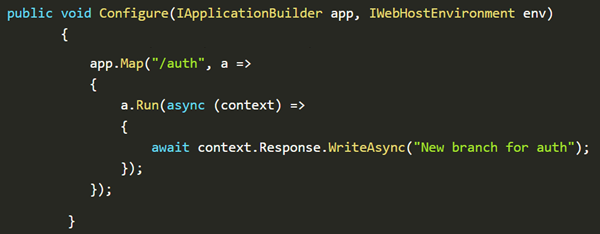 public void Configure(IApplicationBuilder app, IWebHostEnvironment env)
{
app.Map("/auth", a =>
{
a.Run(async (context) =>
{
await context.Response.WriteAsync("New branch for auth");
});
});
}